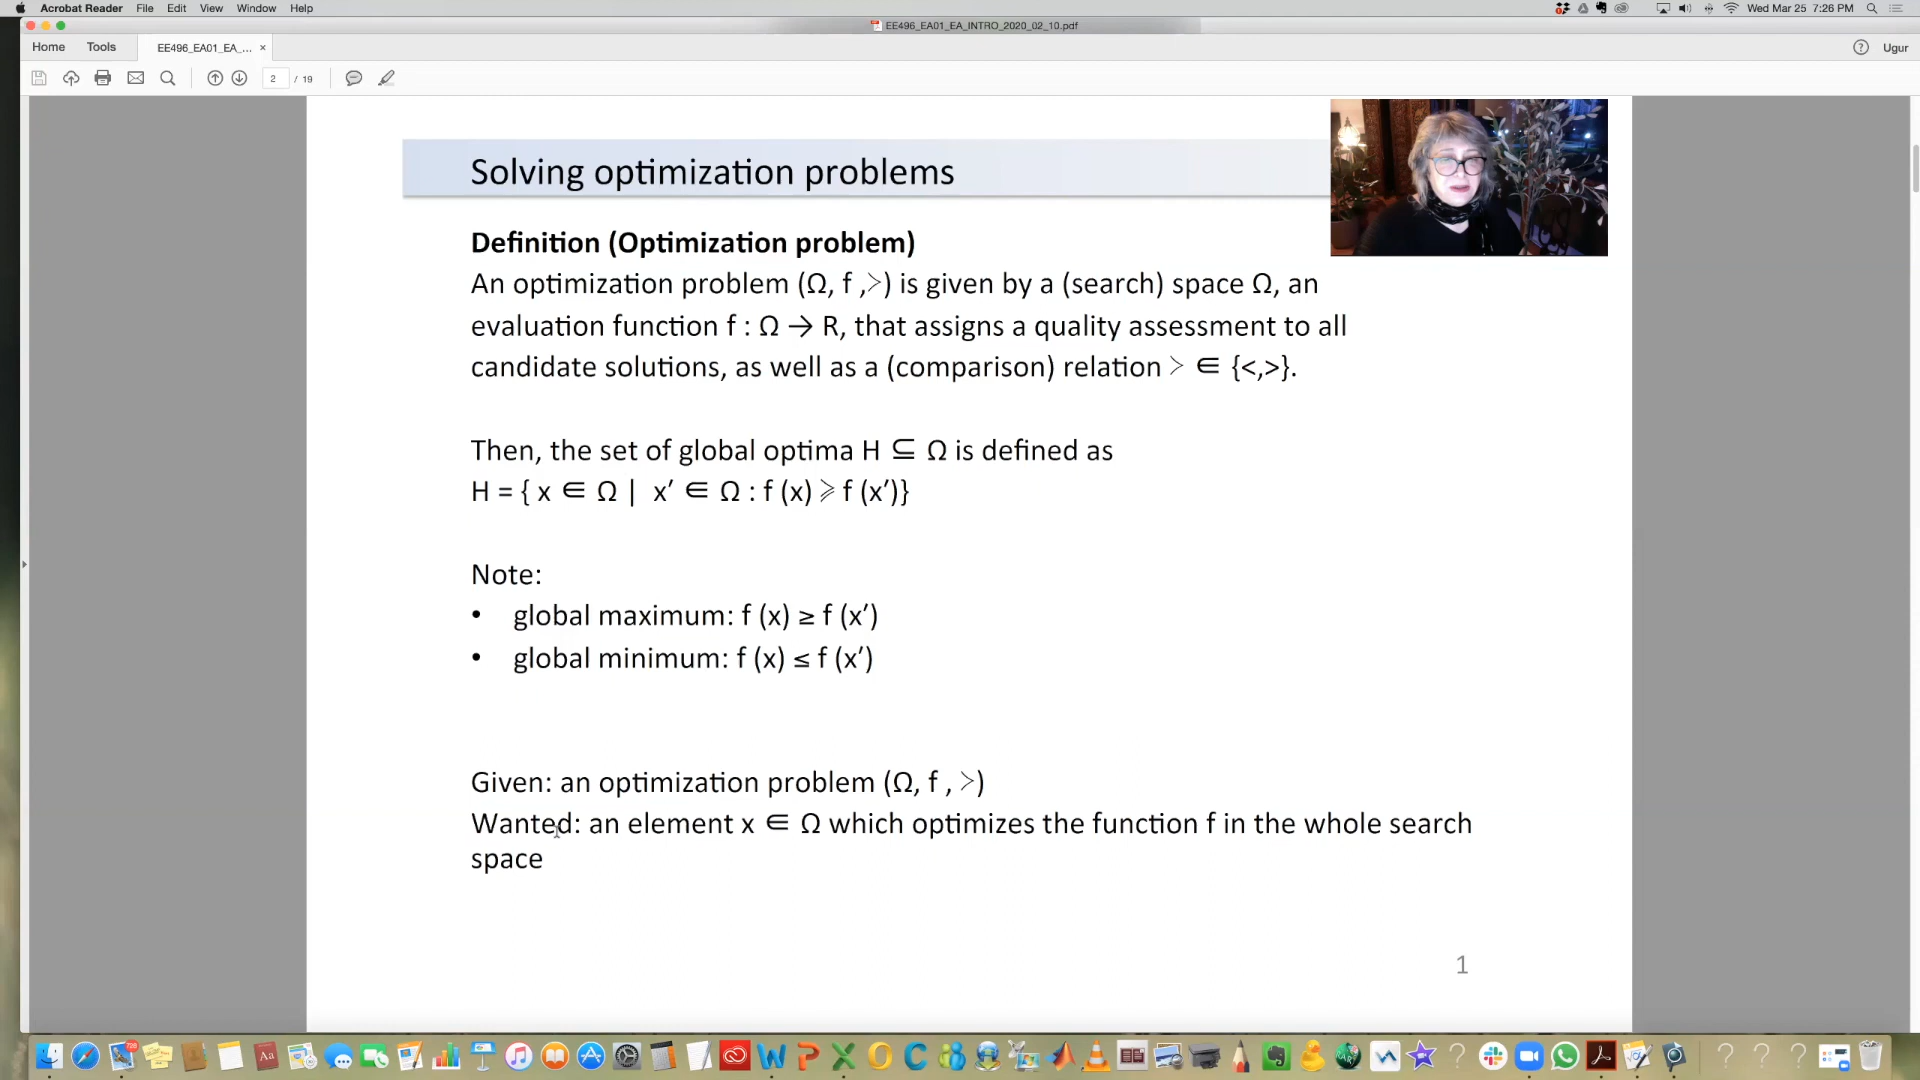 Acrobat Reader File Edit View Window Help Wed Mar 25 7:26 PM
EE496_EA01_EA_INTRO_2020_02_10.pdf
Home Tools EE496_EA01_EA_... × Ugur
2 / 19
Solving optimization problems
Definition (Optimization problem)
An optimization problem (Ω, f ,≻) is given by a (search) space Ω, an
evaluation function f : Ω → R, that assigns a quality assessment to all
candidate solutions, as well as a (comparison) relation ≻ ∈ {<,>}.
Then, the set of global optima H ⊆ Ω is defined as
H = { x ∈ Ω | x′ ∈ Ω : f (x) ⪰ f (x′)}
Note:
• global maximum: f (x) ≥ f (x′)
• global minimum: f (x) ≤ f (x′)
Given: an optimization problem (Ω, f , ≻)
Wanted: an element x ∈ Ω which optimizes the function f in the whole search
space
1